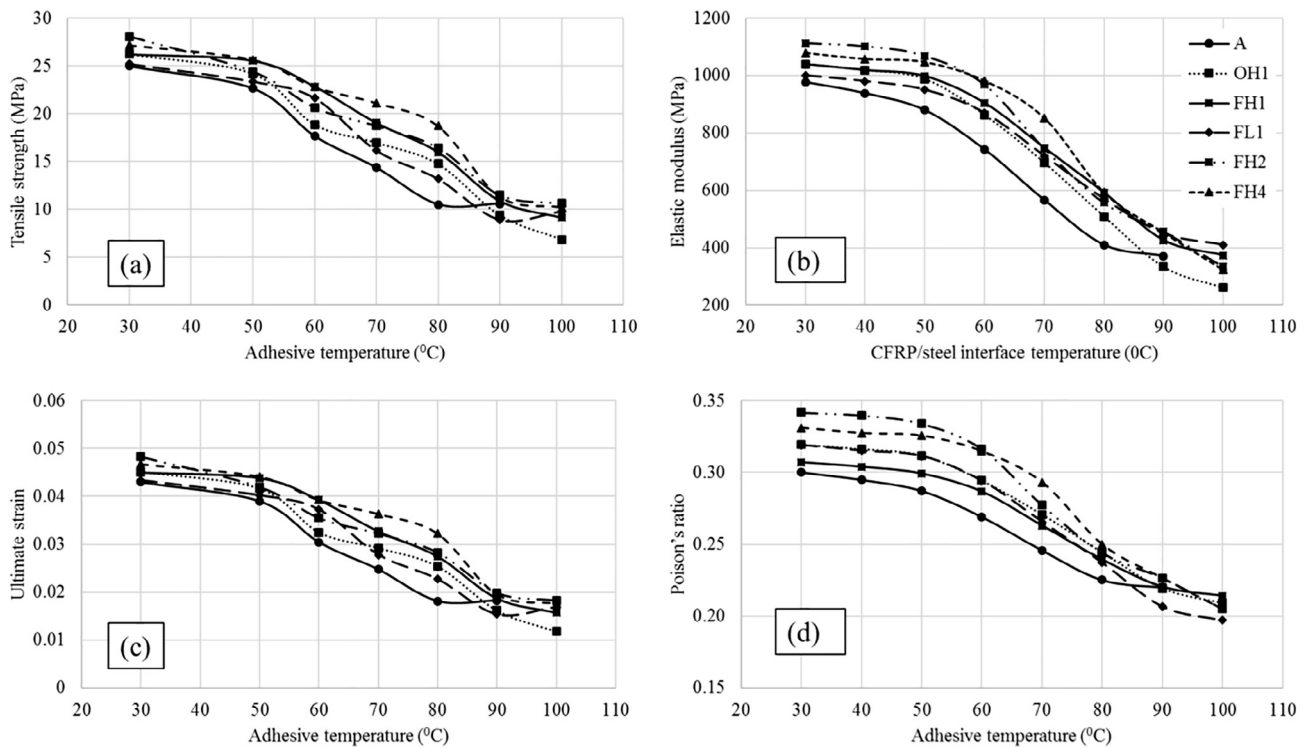 30
25
20
15
10
5
0
Tensile strength (MPa)
(a)
20 30 40 50 60 70 80 90 100 110
Adhesive temperature (⁰C)
1200
1000
800
600
400
200
Elastic modulus (MPa)
A
OH1
FH1
FL1
FH2
FH4
(b)
20 30 40 50 60 70 80 90 100 110
CFRP/steel interface temperature (0C)
0.06
0.05
0.04
0.03
0.02
0.01
0
Ultimate strain
(c)
20 30 40 50 60 70 80 90 100 110
Adhesive temperature (⁰C)
0.35
0.30
0.25
0.20
0.15
Poison's ratio
(d)
20 30 40 50 60 70 80 90 100 110
Adhesive temperature (⁰C)